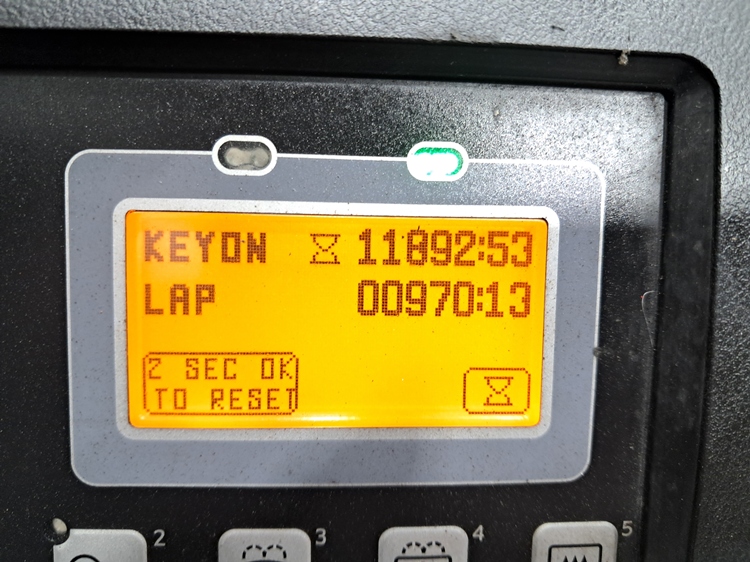 KEYON 11892:53
LAP 00970:13
2 SEC OK
TO RESET
2 3 4 5